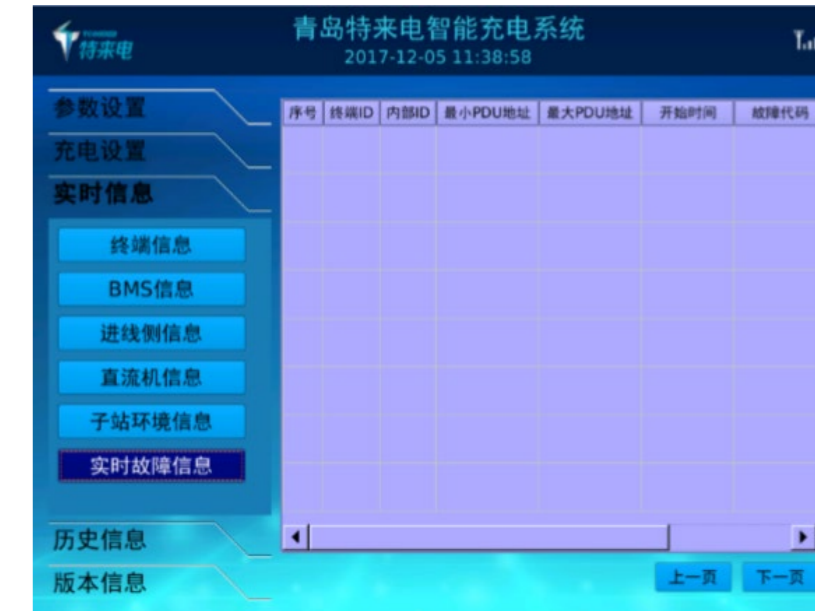 特来电
青岛特来电智能充电系统
2017-12-05 11:38:58
参数设置
充电设置
实时信息
终端信息
BMS信息
进线侧信息
直流机信息
子站环境信息
实时故障信息
历史信息
版本信息
序号 终端ID 内部ID 最小PDU地址 最大PDU地址 开始时间 故障代码
上一页 下一页